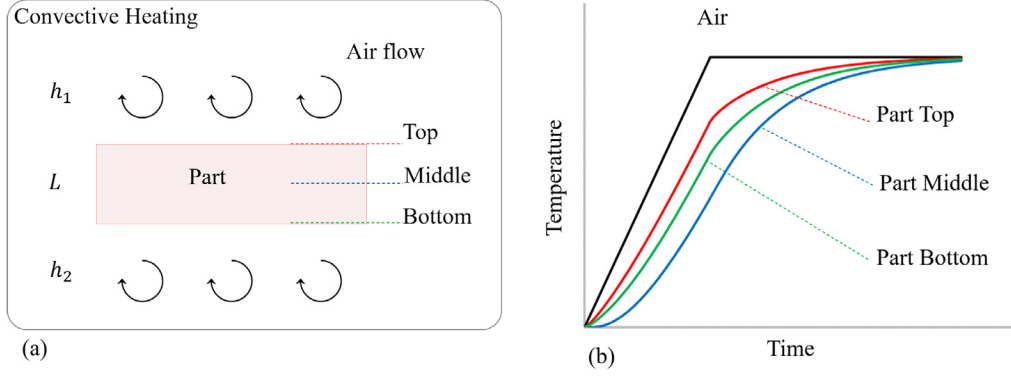 Convective Heating
Air flow
h₁
Top
L
Part
Middle
Bottom
h₂
(a)
Air
Temperature
Part Top
Part Middle
Part Bottom
Time
(b)